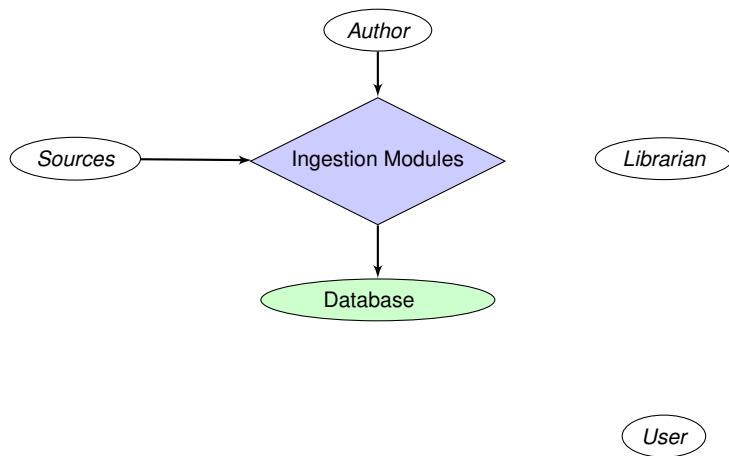 Author
Sources
Ingestion Modules
Librarian
Database
User